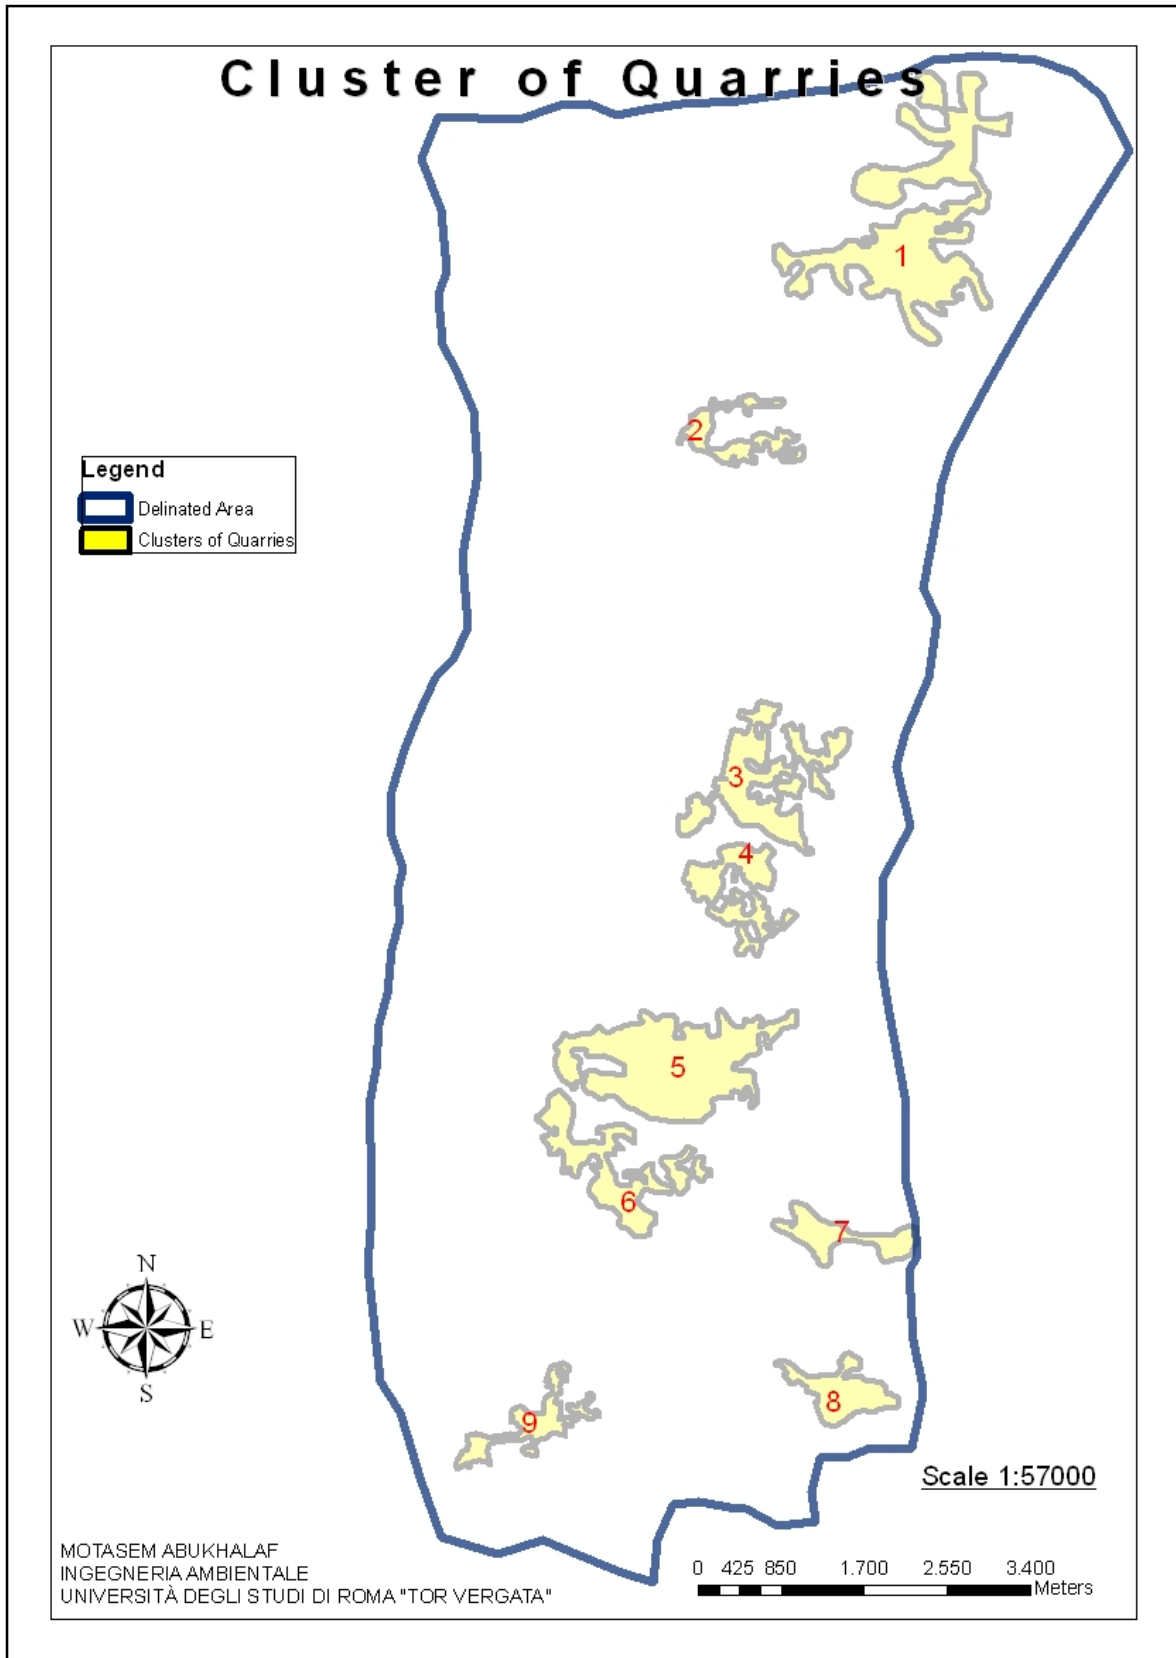 Cluster of Quarries
1
2
Legend
Delinated Area
Clusters of Quarries
3
4
5
6
7
N
W E
S
8
9
Scale 1:57000
MOTASEM ABUKHALAF
INGEGNERIA AMBIENTALE
UNIVERSITÀ DEGLI STUDI DI ROMA "TOR VERGATA"
0 425 850 1.700 2.550 3.400
Meters